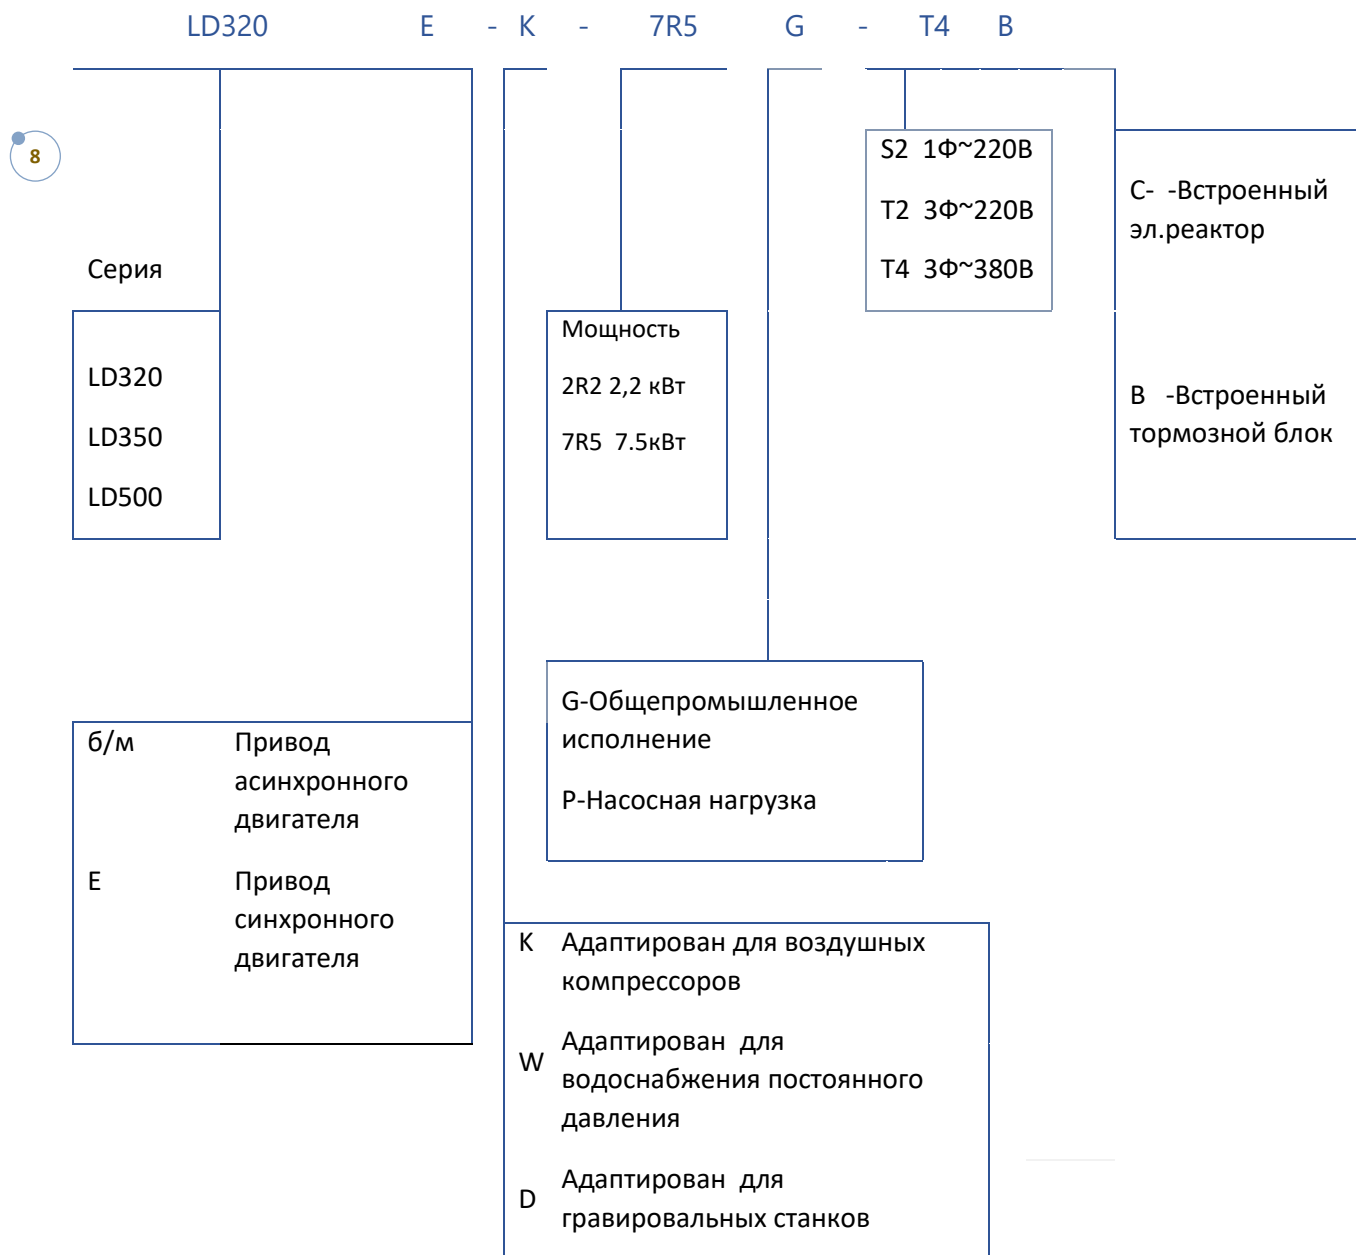 LD320 E - K - 7R5 G - T4 B
8
S2 1Ф~220В
T2 3Ф~220В
T4 3Ф~380В
C- -Встроенный
эл.реактор
B -Встроенный
тормозной блок
Серия
LD320
LD350
LD500
Мощность
2R2 2,2 кВт
7R5 7.5кВт
G-Общепромышленное
исполнение
P-Насосная нагрузка
б/м Привод
асинхронного
двигателя
E Привод
синхронного
двигателя
K Адаптирован для воздушных
компрессоров
W Адаптирован для
водоснабжения постоянного
давления
D Адаптирован для
гравировальных станков